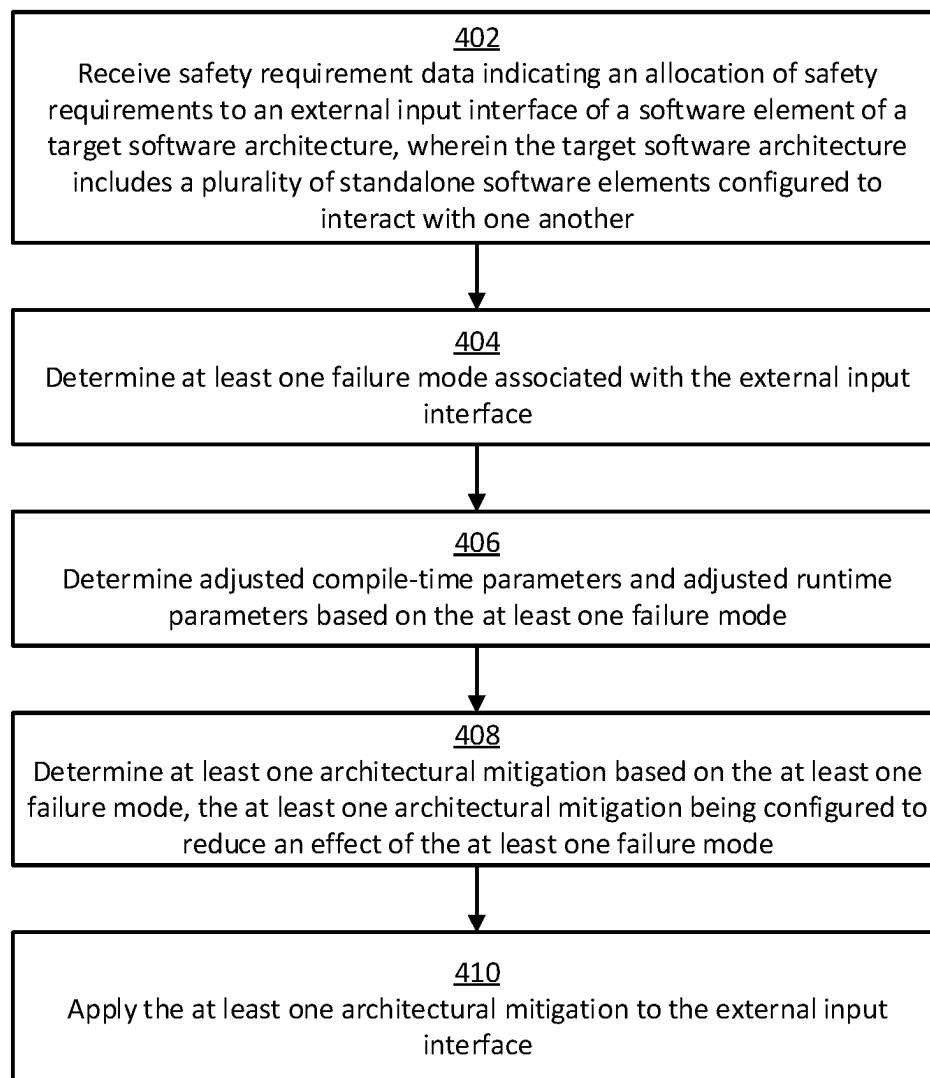 402
Receive safety requirement data indicating an allocation of safety
requirements to an external input interface of a software element of a
target software architecture, wherein the target software architecture
includes a plurality of standalone software elements configured to
interact with one another
404
Determine at least one failure mode associated with the external input
interface
406
Determine adjusted compile-time parameters and adjusted runtime
parameters based on the at least one failure mode
408
Determine at least one architectural mitigation based on the at least one
failure mode, the at least one architectural mitigation being configured to
reduce an effect of the at least one failure mode
410
Apply the at least one architectural mitigation to the external input
interface